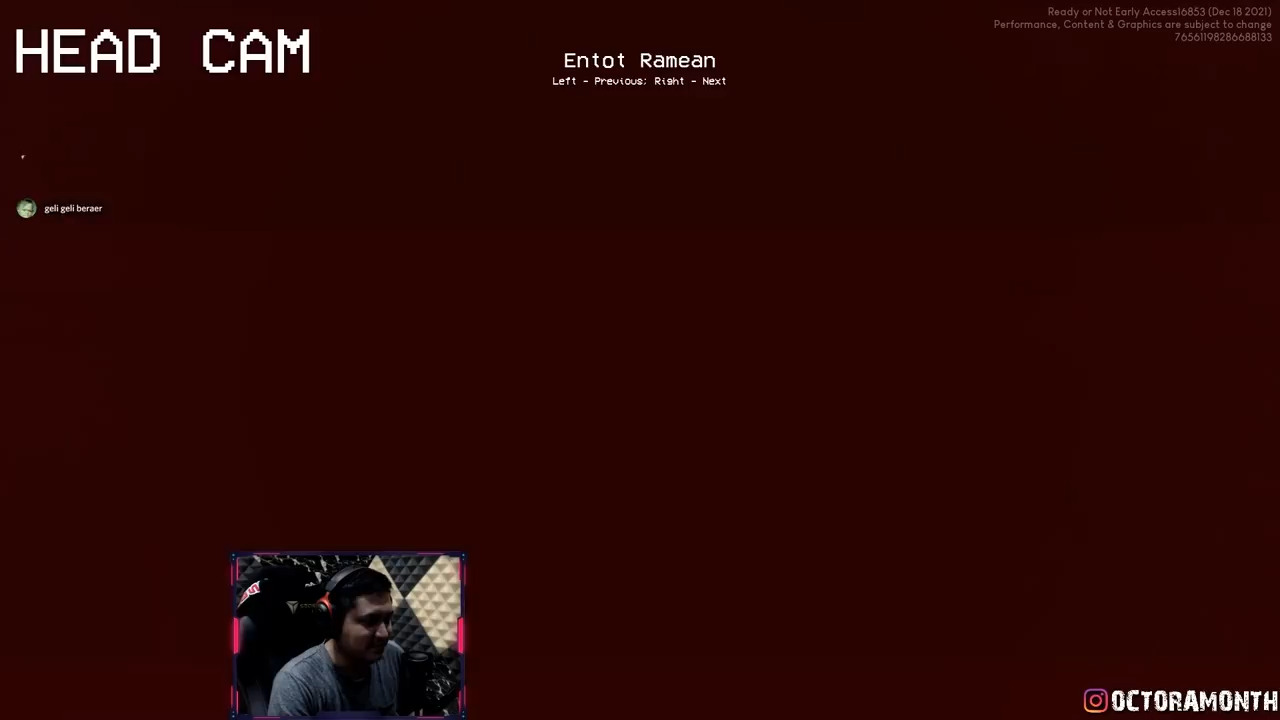 HEAD CAM
Ready or Not Early Access16853 (Dec 18 2021)
Performance, Content & Graphics are subject to change
76561198286688133
Entot Ramean
Left - Previous; Right - Next
geli geli beraer
OCTORAMONTH